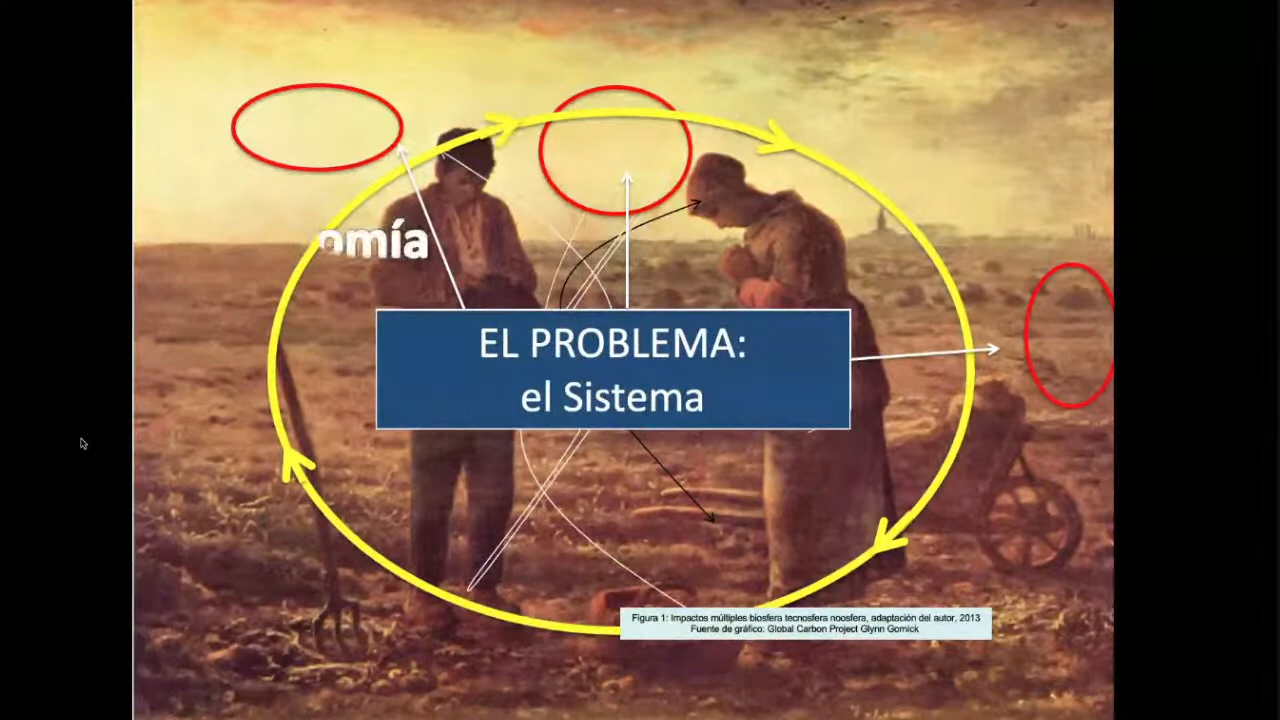 omía
EL PROBLEMA:
el Sistema
Figura 1: Impactos múltiples biosfera tecnosfera noosfera, adaptación del autor, 2013
Fuente de gráfico: Global Carbon Project Glynn Gornick